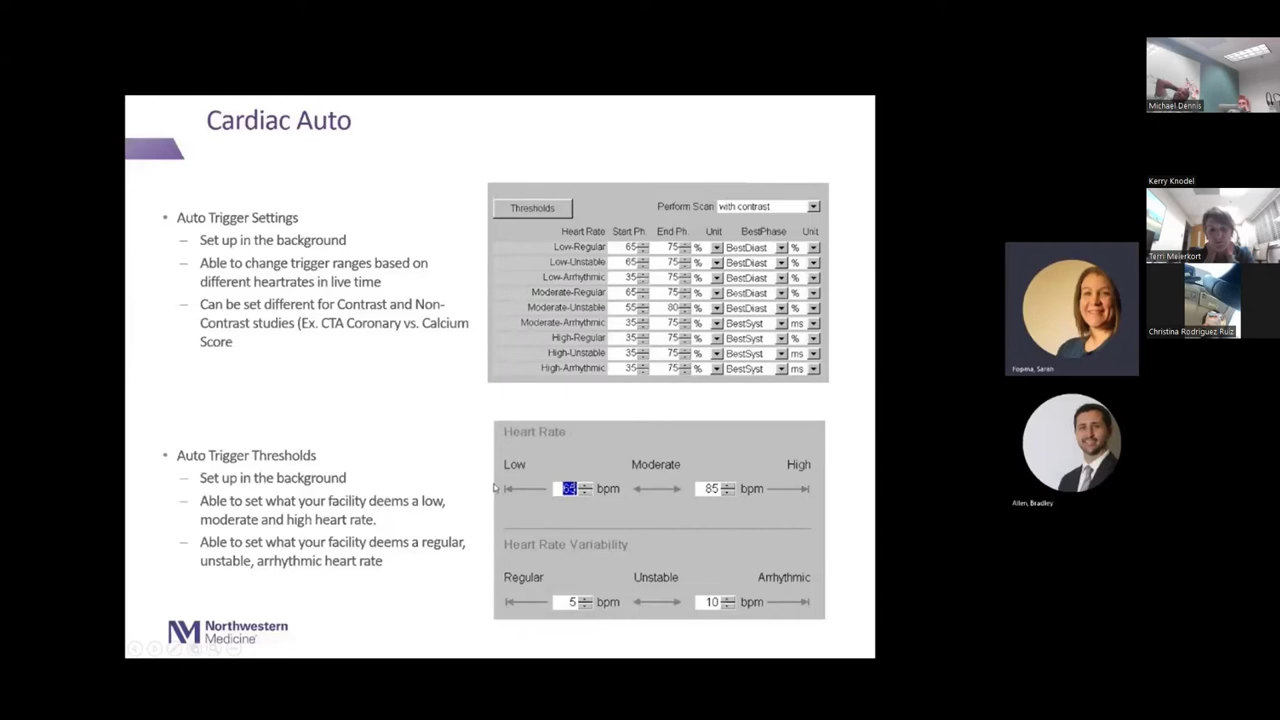 Cardiac Auto
• Auto Trigger Settings
– Set up in the background
– Able to change trigger ranges based on
different heartrates in live time
– Can be set different for Contrast and Non-
Contrast studies (Ex. CTA Coronary vs. Calcium
Score
Thresholds Perform Scan with contrast
Heart Rate Start Ph. End Ph. Unit BestPhase Unit
Low-Regular 65 75 % BestDiast %
Low-Unstable 65 75 % BestDiast %
Low-Arrhythmic 35 75 % BestDiast %
Moderate-Regular 65 75 % BestDiast %
Moderate-Unstable 55 80 % BestDiast %
Moderate-Arrhythmic 35 75 % BestSyst ms
High-Regular 35 75 % BestSyst %
High-Unstable 35 75 % BestSyst ms
High-Arrhythmic 35 75 % BestSyst ms
• Auto Trigger Thresholds
– Set up in the background
– Able to set what your facility deems a low,
moderate and high heart rate.
– Able to set what your facility deems a regular,
unstable, arrhythmic heart rate
Heart Rate
Low Moderate High
65 bpm 85 bpm
Heart Rate Variability
Regular Unstable Arrhythmic
5 bpm 10 bpm
NM Northwestern
Medicine
Michael Dennis
Kerry Knodel
Terri Meierkort
Christina Rodriguez Ruiz
Fopma, Sarah
Allen, Bradley